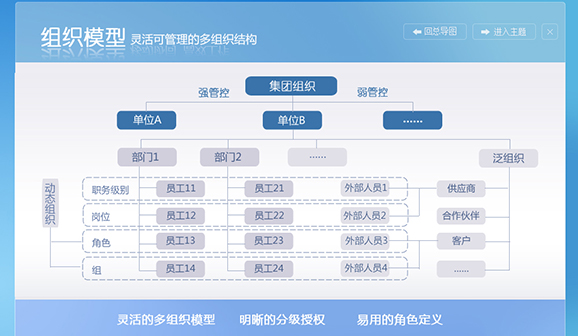 组织模型 灵活可管理的多组织结构
回总导图 进入主题
集团组织
强管控 弱管控
单位A 单位B ……
部门1 部门2 …… 泛组织
动态组织
职务级别 员工11 员工21 外部人员1 供应商
岗位 员工12 员工22 外部人员2 合作伙伴
角色 员工13 员工23 外部人员3 客户
组 员工14 员工24 外部人员4 ……
灵活的多组织模型 明晰的分级授权 易用的角色定义